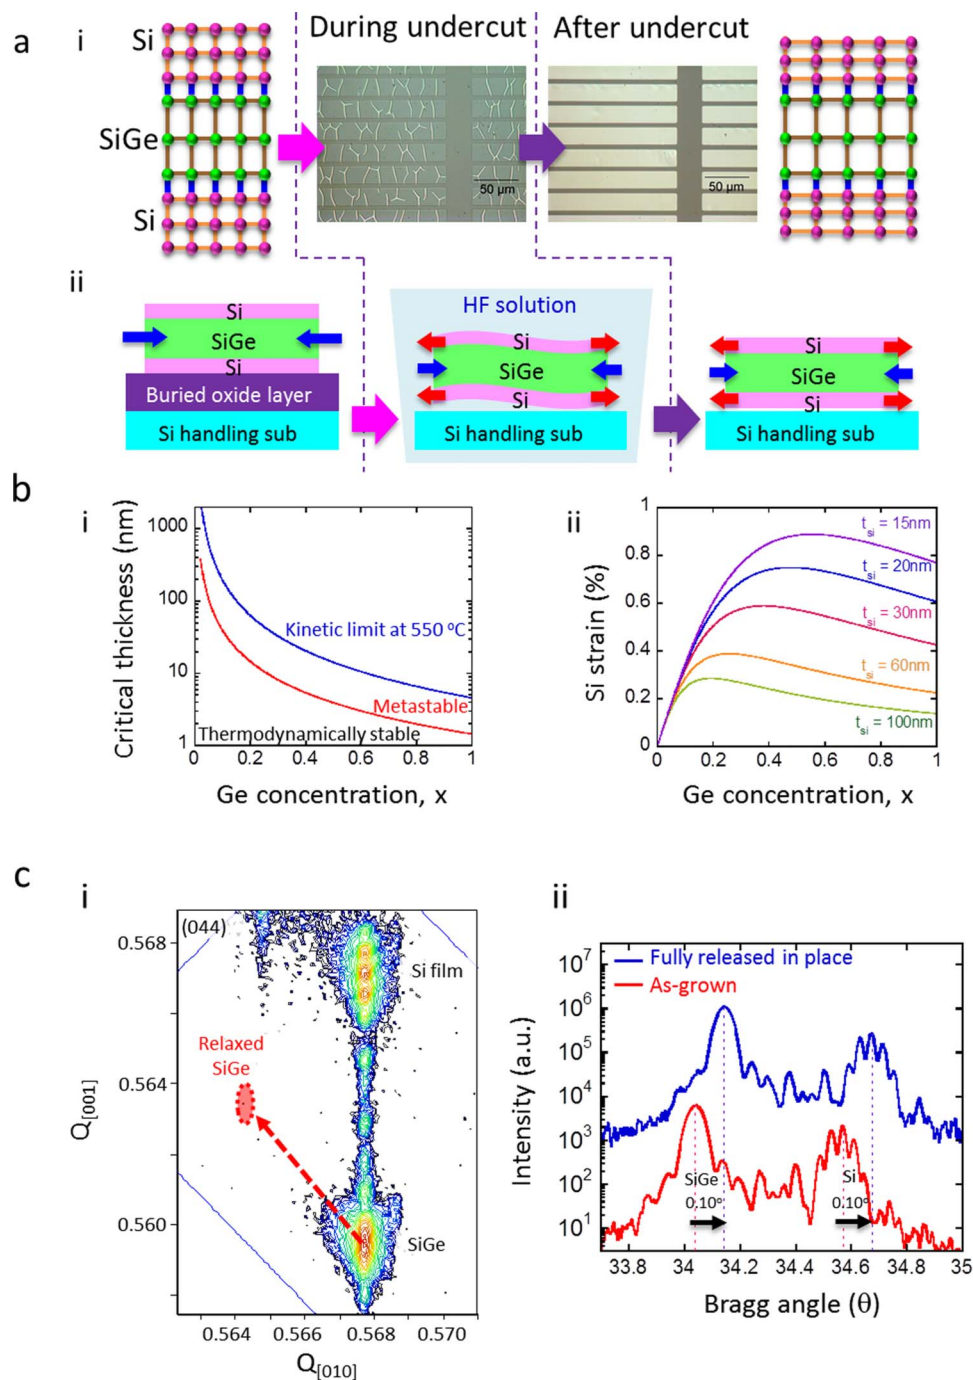 a
i
Si
SiGe
Si
During undercut
After undercut
50 µm
50 µm
ii
Si
SiGe
Si
Buried oxide layer
Si handling sub
HF solution
Si
SiGe
Si
Si handling sub
Si
SiGe
Si
Si handling sub
b
i
Critical thickness (nm)
1000
100
10
1
Kinetic limit at 550 °C
Metastable
Thermodynamically stable
0 0.2 0.4 0.6 0.8 1
Ge concentration, x
ii
Si strain (%)
1
0.8
0.6
0.4
0.2
0
t_si = 15nm
t_si = 20nm
t_si = 30nm
t_si = 60nm
t_si = 100nm
0 0.2 0.4 0.6 0.8 1
Ge concentration, x
c
i
(044)
Q[001]
0.568
0.564
0.560
Si film
Relaxed
SiGe
SiGe
0.564 0.566 0.568 0.570
Q[010]
ii
Intensity (a.u.)
10⁷
10⁶
10⁵
10⁴
10³
10²
10¹
Fully released in place
As-grown
SiGe
0.10°
Si
0.10°
33.8 34 34.2 34.4 34.6 34.8 35
Bragg angle (θ)